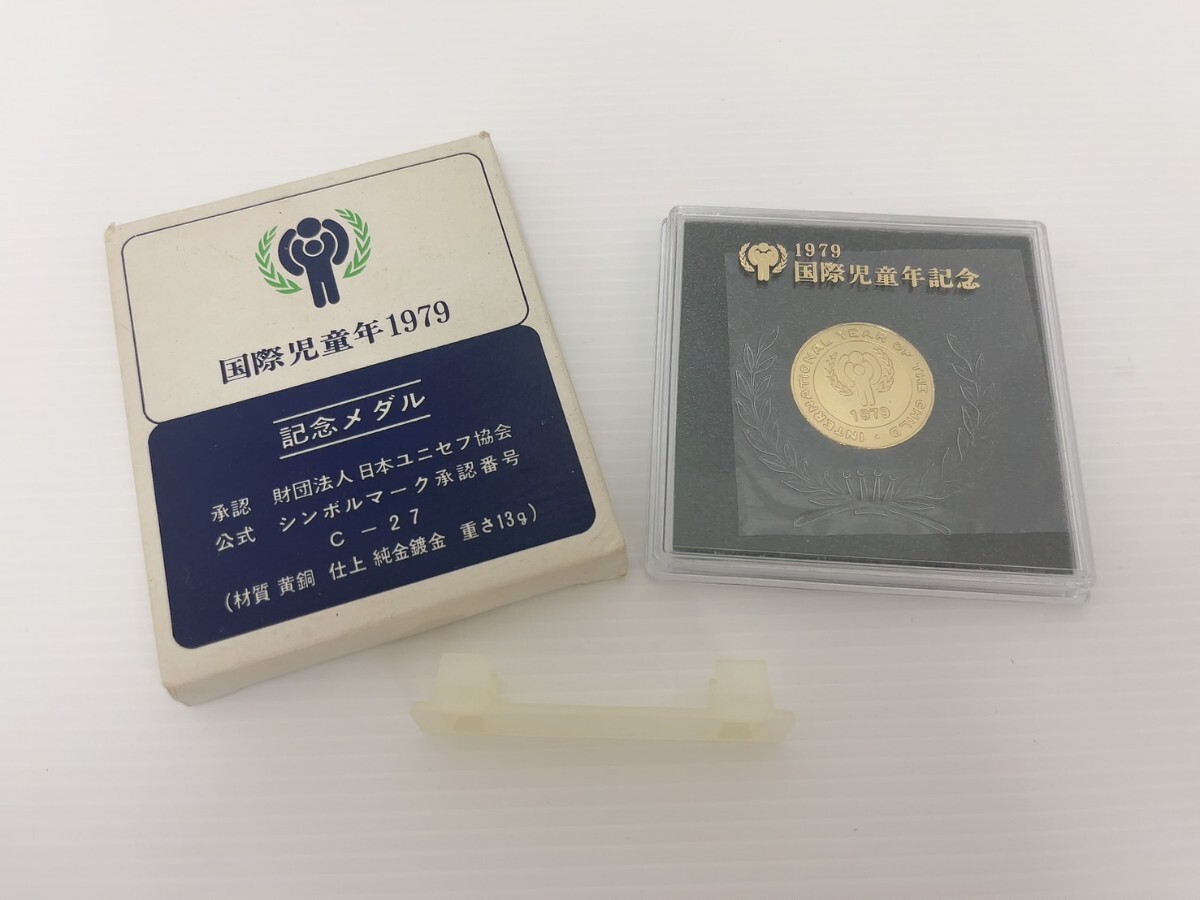 国際児童年1979
記念メダル
承認 財団法人日本ユニセフ協会
公式 シンボルマーク承認番号
C－27
(材質 黄銅 仕上 純金鍍金 重さ13g)
1979
国際児童年記念
INTERNATIONAL YEAR OF THE CHILD ·
1979